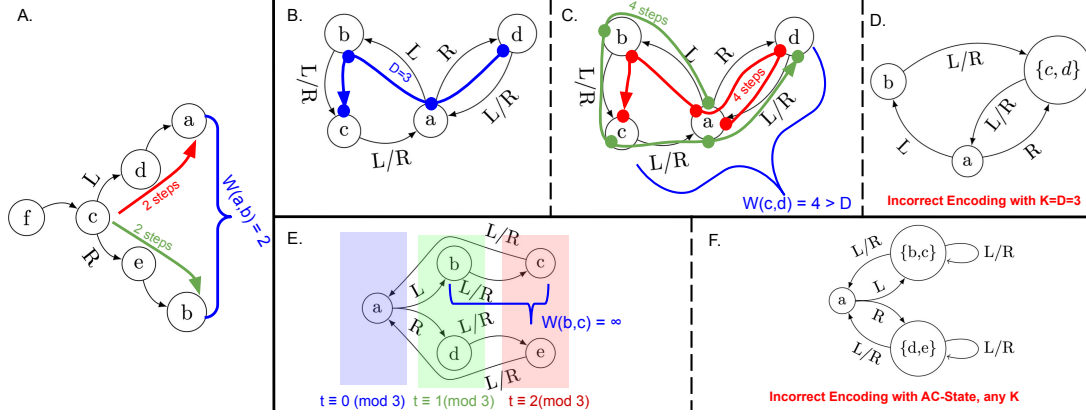 A.
a
d
L
2 steps
f
c
W(a,b) = 2
2 steps
R
e
b
B.
b
d
L
R
D=3
L/R
L/R
c
a
L/R
C.
4 steps
b
d
L
R
4 steps
L/R
L/R
a
c
L/R
W(c,d) = 4 > D
D.
L/R
{c, d}
b
L/R
L
R
a
Incorrect Encoding with K=D=3
E.
L/R
b
c
L
L/R
a
W(b,c) = ∞
R
L/R
d
e
L/R
t ≡ 0 (mod 3)
t ≡ 1(mod 3)
t ≡ 2(mod 3)
F.
L/R
{b,c}
L/R
L
a
R
{d,e}
L/R
L/R
Incorrect Encoding with AC-State, any K